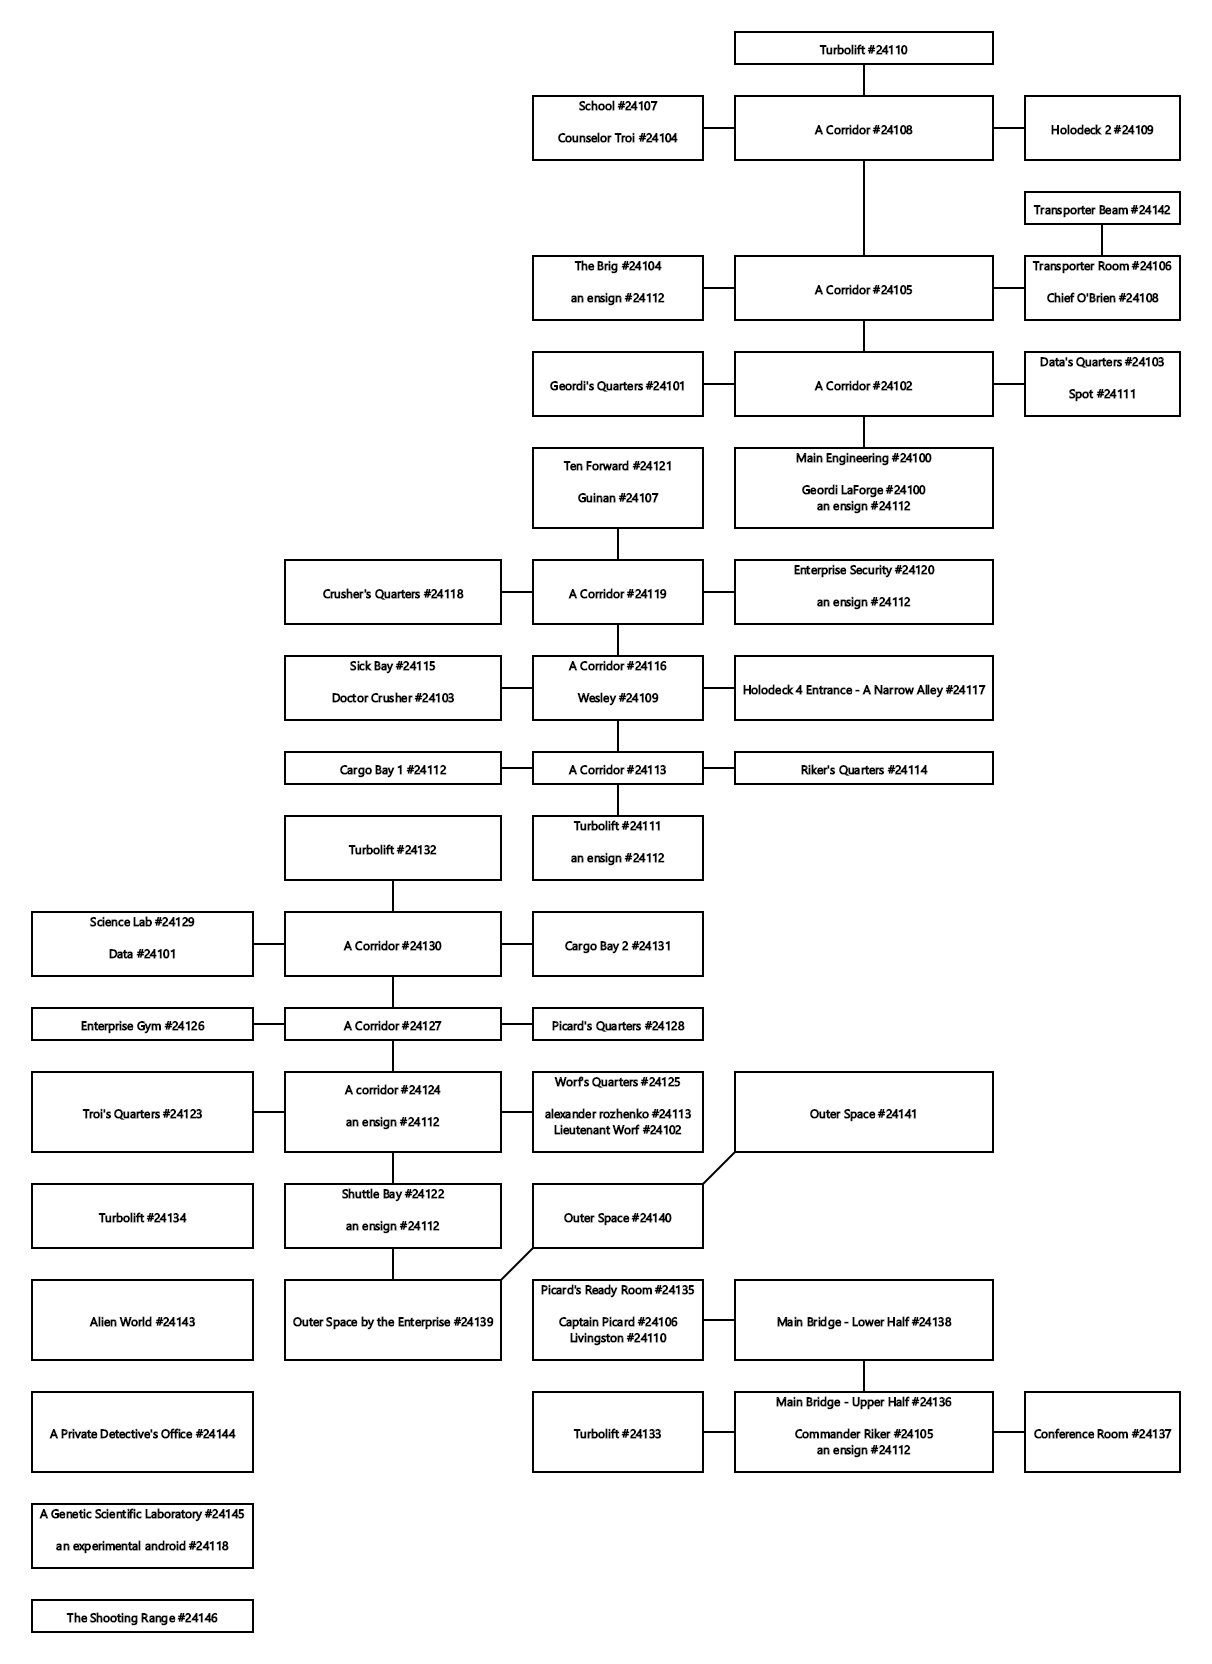 Turbolift #24110
School #24107
Counselor Troi #24104
A Corridor #24108
Holodeck 2 #24109
Transporter Beam #24142
The Brig #24104
an ensign #24112
A Corridor #24105
Transporter Room #24106
Chief O'Brien #24108
Geordi's Quarters #24101
A Corridor #24102
Data's Quarters #24103
Spot #24111
Ten Forward #24121
Guinan #24107
Main Engineering #24100
Geordi LaForge #24100
an ensign #24112
Crusher's Quarters #24118
A Corridor #24119
Enterprise Security #24120
an ensign #24112
Sick Bay #24115
Doctor Crusher #24103
A Corridor #24116
Wesley #24109
Holodeck 4 Entrance - A Narrow Alley #24117
Cargo Bay 1 #24112
A Corridor #24113
Riker's Quarters #24114
Turbolift #24132
Turbolift #24111
an ensign #24112
Science Lab #24129
Data #24101
A Corridor #24130
Cargo Bay 2 #24131
Enterprise Gym #24126
A Corridor #24127
Picard's Quarters #24128
Troi's Quarters #24123
A corridor #24124
an ensign #24112
Worf's Quarters #24125
alexander rozhenko #24113
Lieutenant Worf #24102
Outer Space #24141
Turbolift #24134
Shuttle Bay #24122
an ensign #24112
Outer Space #24140
Alien World #24143
Outer Space by the Enterprise #24139
Picard's Ready Room #24135
Captain Picard #24106
Livingston #24110
Main Bridge - Lower Half #24138
A Private Detective's Office #24144
Turbolift #24133
Main Bridge - Upper Half #24136
Commander Riker #24105
an ensign #24112
Conference Room #24137
A Genetic Scientific Laboratory #24145
an experimental android #24118
The Shooting Range #24146